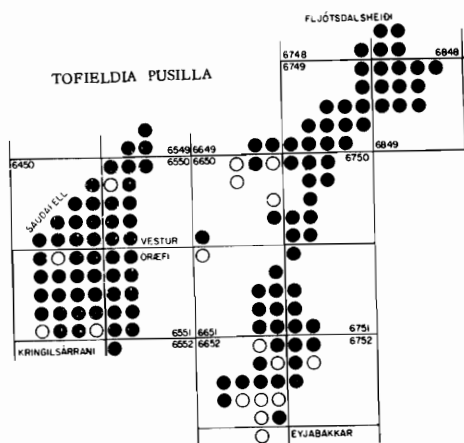 FLJÓTSDALSHEIÐI
6748 6848
6749
TOFIELDIA PUSILLA
6549 6649 6849
6450 6550 6650 6750
SAUÐAFELL
VESTUR
ÖRÆFI
6551 6651 6751
KRINGILSÁRRANI 6552 6652 6752
EYJABAKKAR